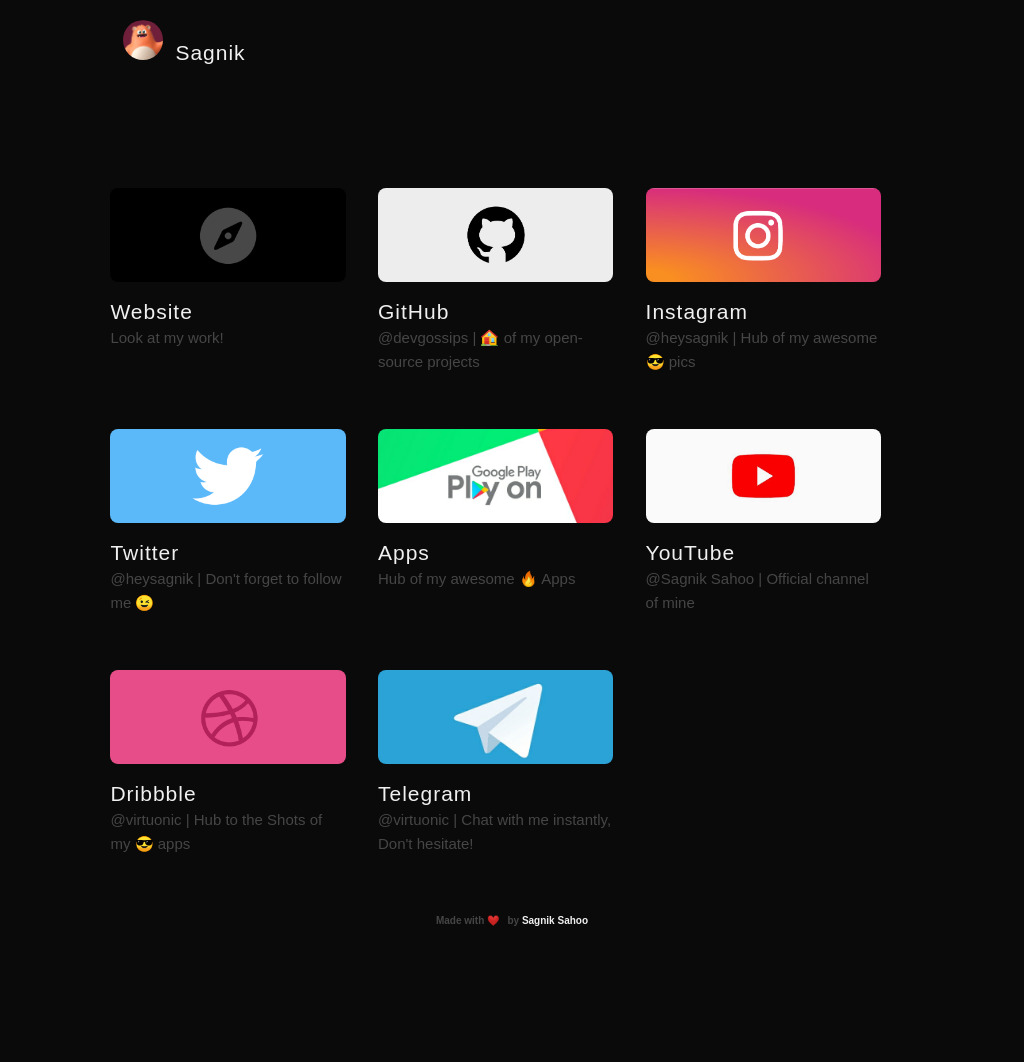 Sagnik
Website
Look at my work!
GitHub
@devgossips | 🏠 of my open-
source projects
Instagram
@heysagnik | Hub of my awesome
😎 pics
Google Play
Play on
Twitter
@heysagnik | Don't forget to follow
me 😉
Apps
Hub of my awesome 🔥 Apps
YouTube
@Sagnik Sahoo | Official channel
of mine
Dribbble
@virtuonic | Hub to the Shots of
my 😎 apps
Telegram
@virtuonic | Chat with me instantly,
Don't hesitate!
Made with ❤️ by Sagnik Sahoo